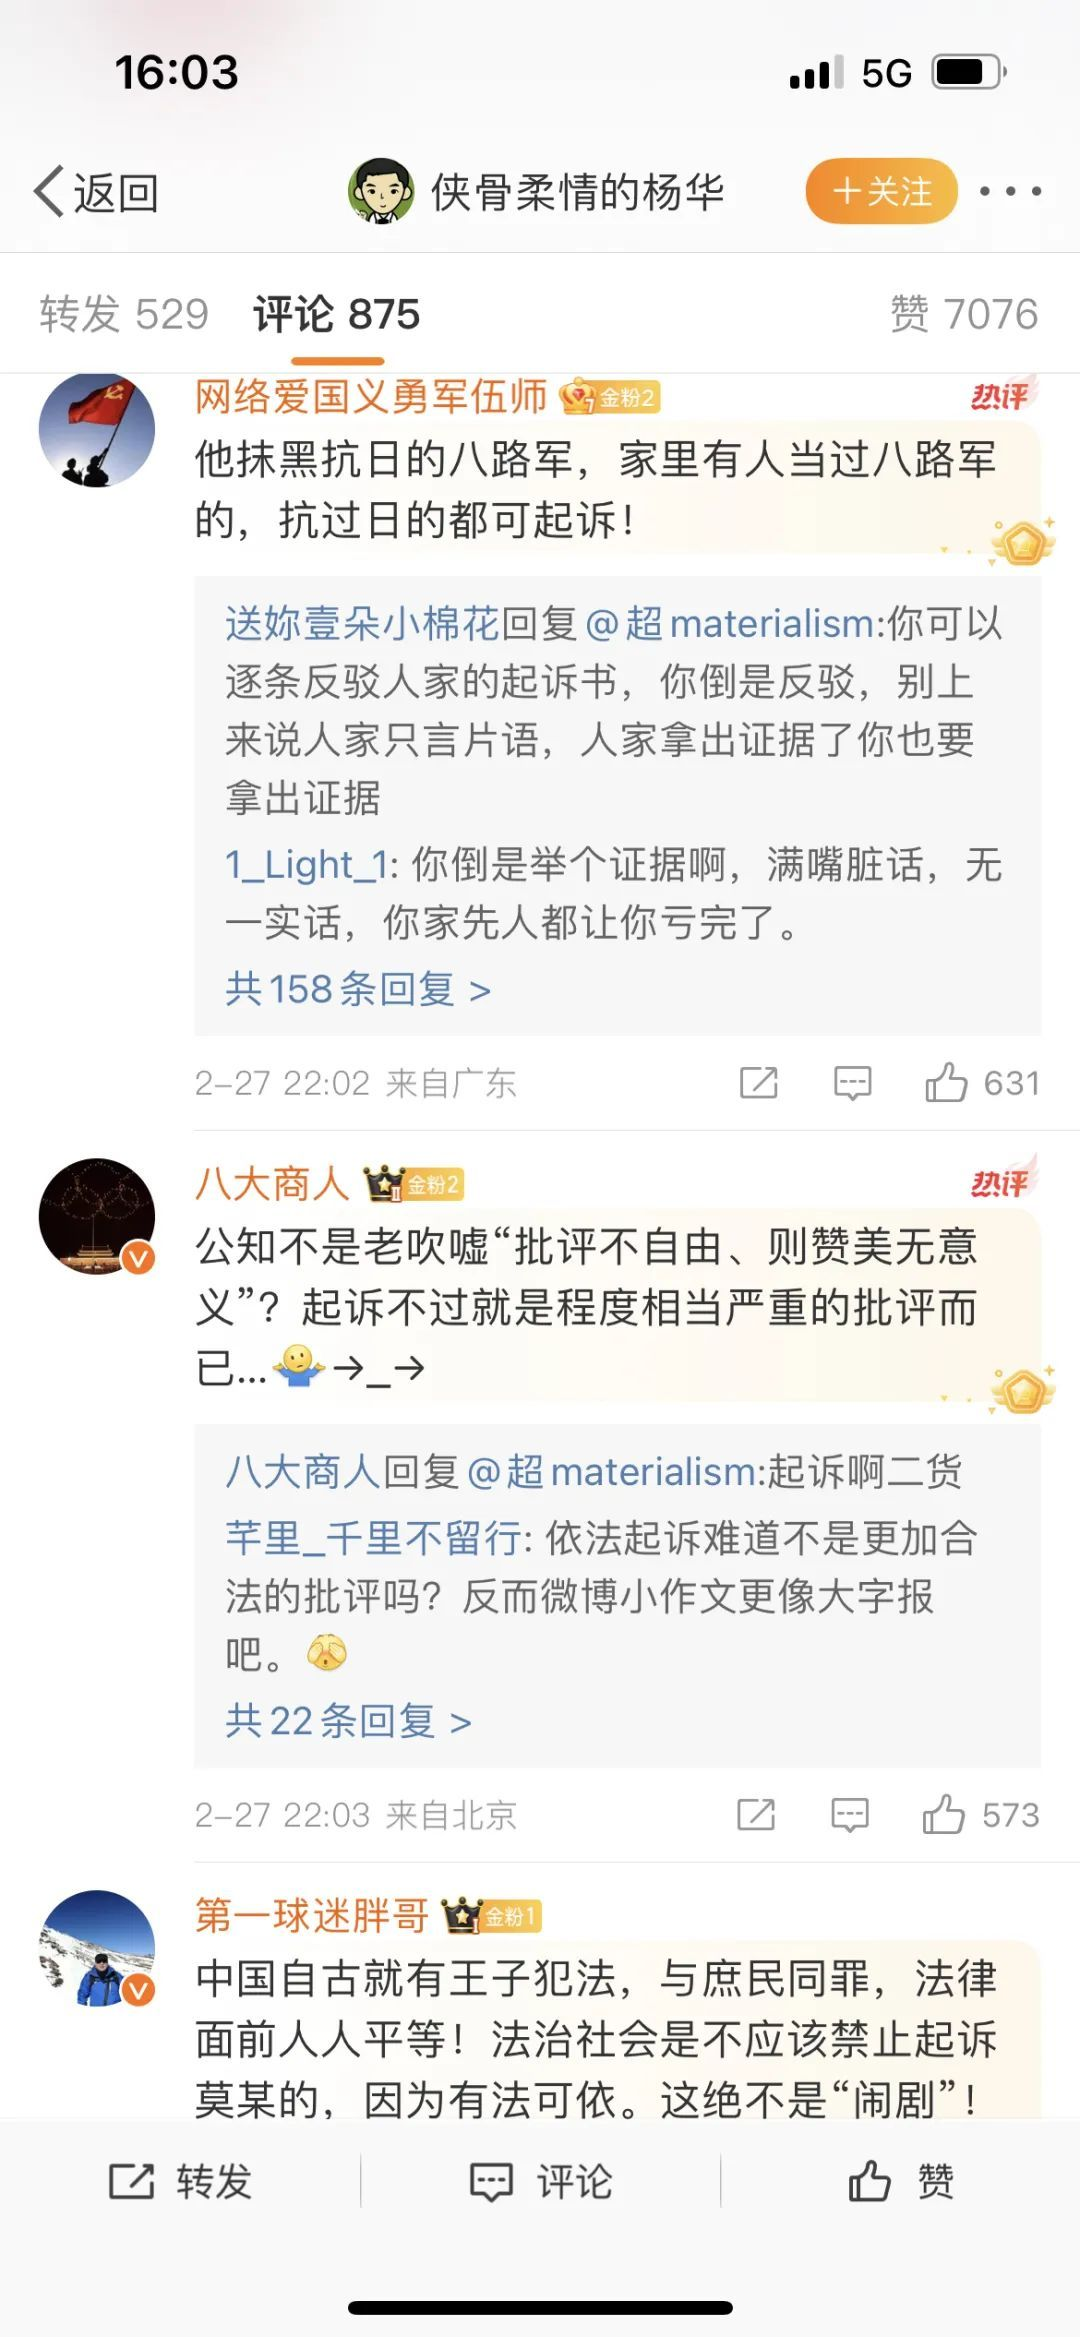 16:03
5G
返回
侠骨柔情的杨华
+关注
转发 529
评论 875
赞 7076
网络爱国义勇军伍师 金粉2
热评
他抹黑抗日的八路军，家里有人当过八路军
的，抗过日的都可起诉！
送妳壹朵小棉花回复@超materialism:你可以
逐条反驳人家的起诉书，你倒是反驳，别上
来说人家只言片语，人家拿出证据了你也要
拿出证据
1_Light_1: 你倒是举个证据啊，满嘴脏话，无
一实话，你家先人都让你亏完了。
共158条回复 >
2-27 22:02 来自广东
631
八大商人 II 金粉2
热评
公知不是老吹嘘“批评不自由、则赞美无意
义”？起诉不过就是程度相当严重的批评而
已...🤷→_→
八大商人回复@超materialism:起诉啊二货
芊里_千里不留行: 依法起诉难道不是更加合
法的批评吗？反而微博小作文更像大字报
吧。🫣
共22条回复 >
2-27 22:03 来自北京
573
第一球迷胖哥 I 金粉1
中国自古就有王子犯法，与庶民同罪，法律
面前人人平等！法治社会是不应该禁止起诉
莫某的，因为有法可依。这绝不是“闹剧”！
转发
评论
赞